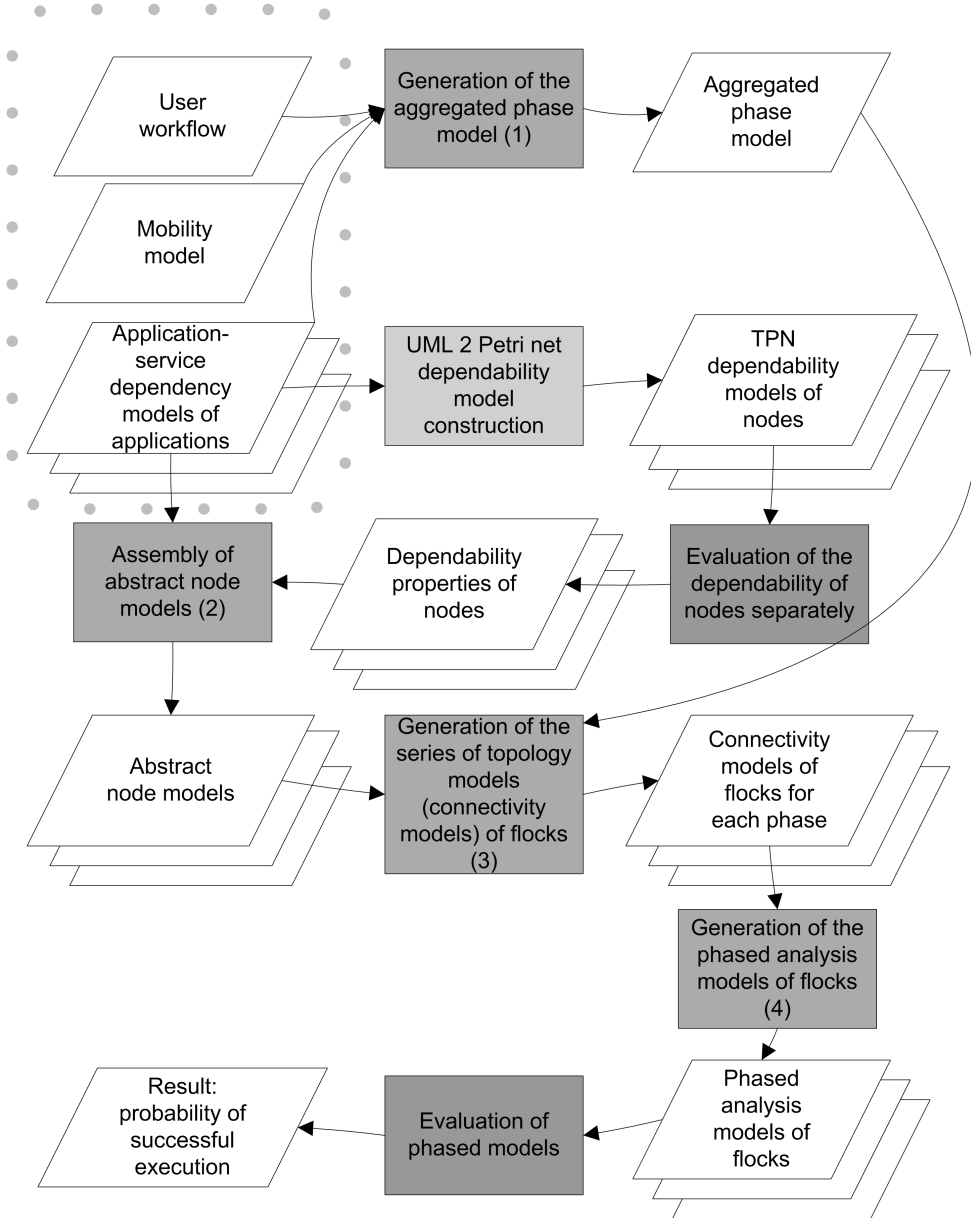 User
workflow
Generation of the
aggregated phase
model (1)
Aggregated
phase
model
Mobility
model
Application-
service
dependency
models of
applications
UML 2 Petri net
dependability
model
construction
TPN
dependability
models of
nodes
Assembly of
abstract node
models (2)
Dependability
properties of
nodes
Evaluation of the
dependability of
nodes separately
Abstract
node models
Generation of the
series of topology
models
(connectivity
models) of flocks
(3)
Connectivity
models of
flocks for
each phase
Generation of the
phased analysis
models of flocks
(4)
Result:
probability of
successful
execution
Evaluation of
phased models
Phased
analysis
models of
flocks